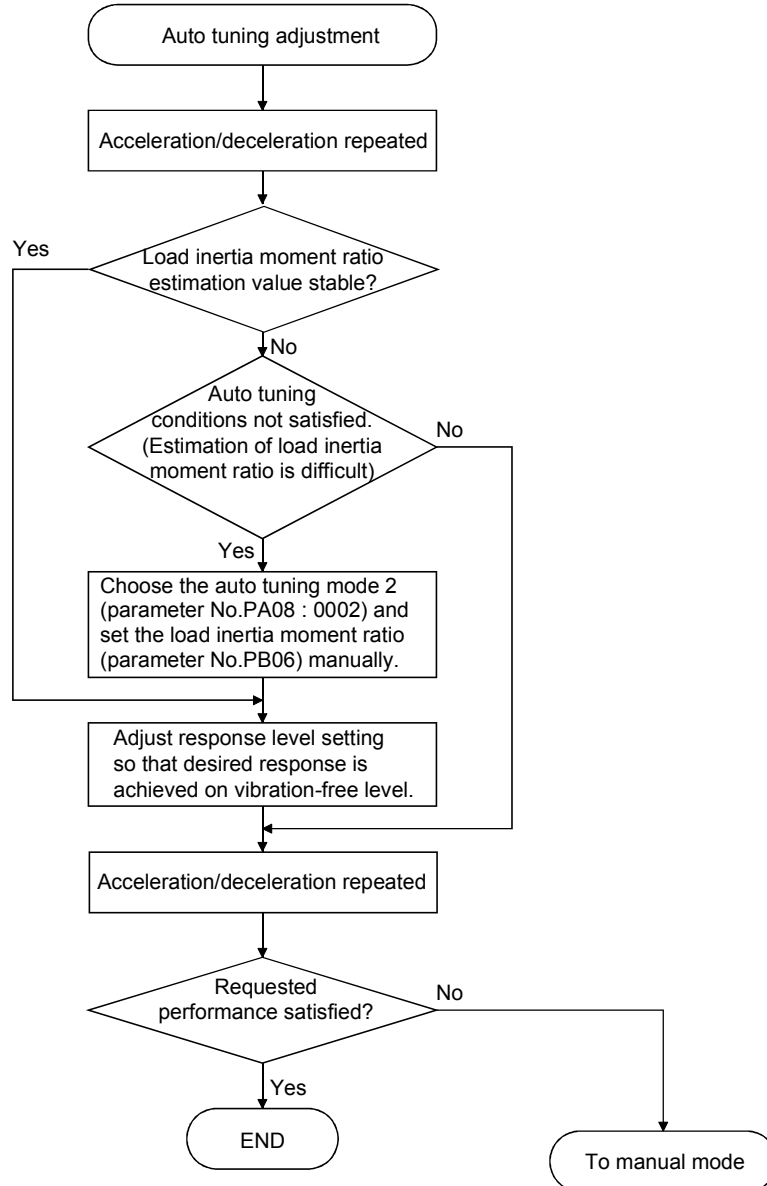 Auto tuning adjustment
Acceleration/deceleration repeated
Yes
Load inertia moment ratio
estimation value stable?
No
Auto tuning
conditions not satisfied.
(Estimation of load inertia
moment ratio is difficult)
No
Yes
Choose the auto tuning mode 2
(parameter No.PA08 : 0002) and
set the load inertia moment ratio
(parameter No.PB06) manually.
Adjust response level setting
so that desired response is
achieved on vibration-free level.
Acceleration/deceleration repeated
Requested
performance satisfied?
No
Yes
END
To manual mode